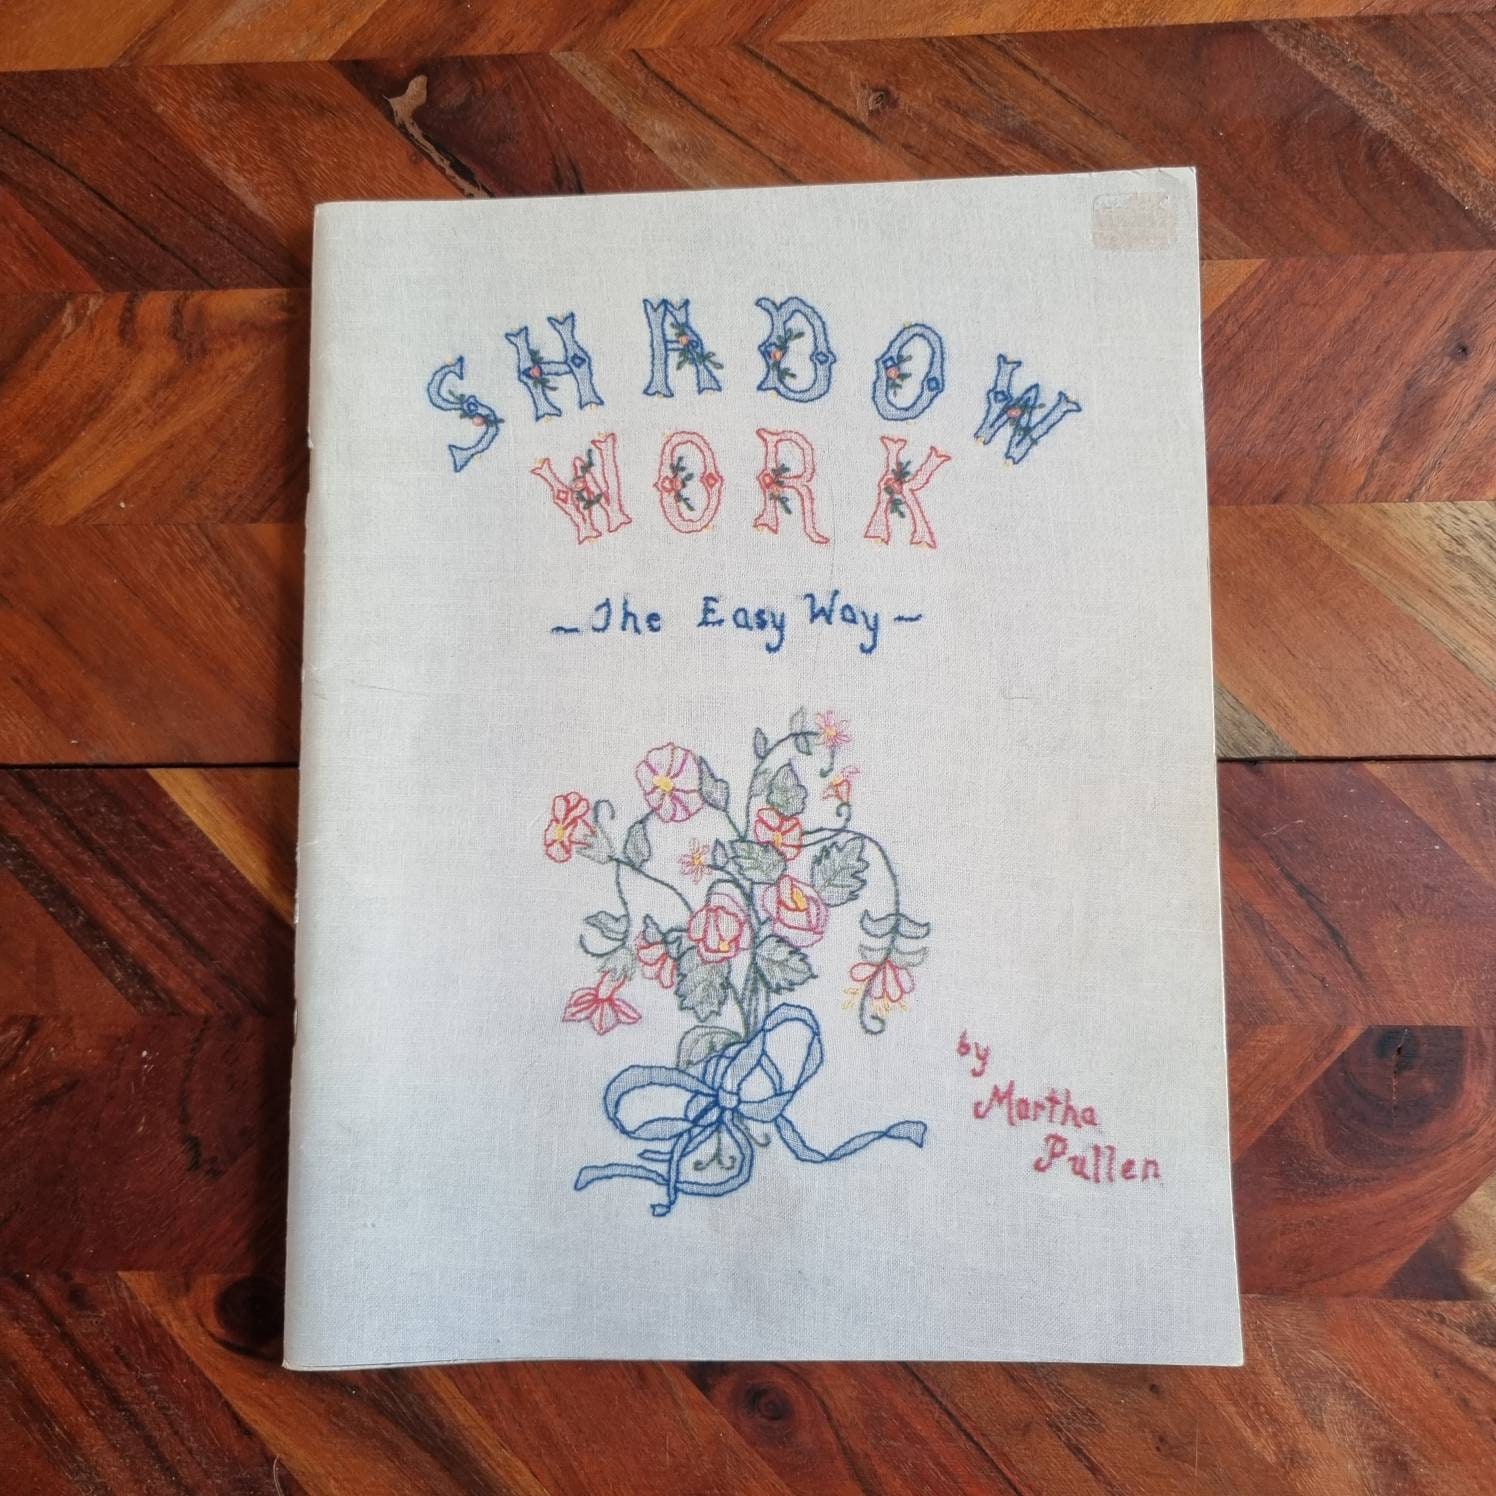 SHADOW
WORK
~The Easy Way~
by
Martha
Pullen